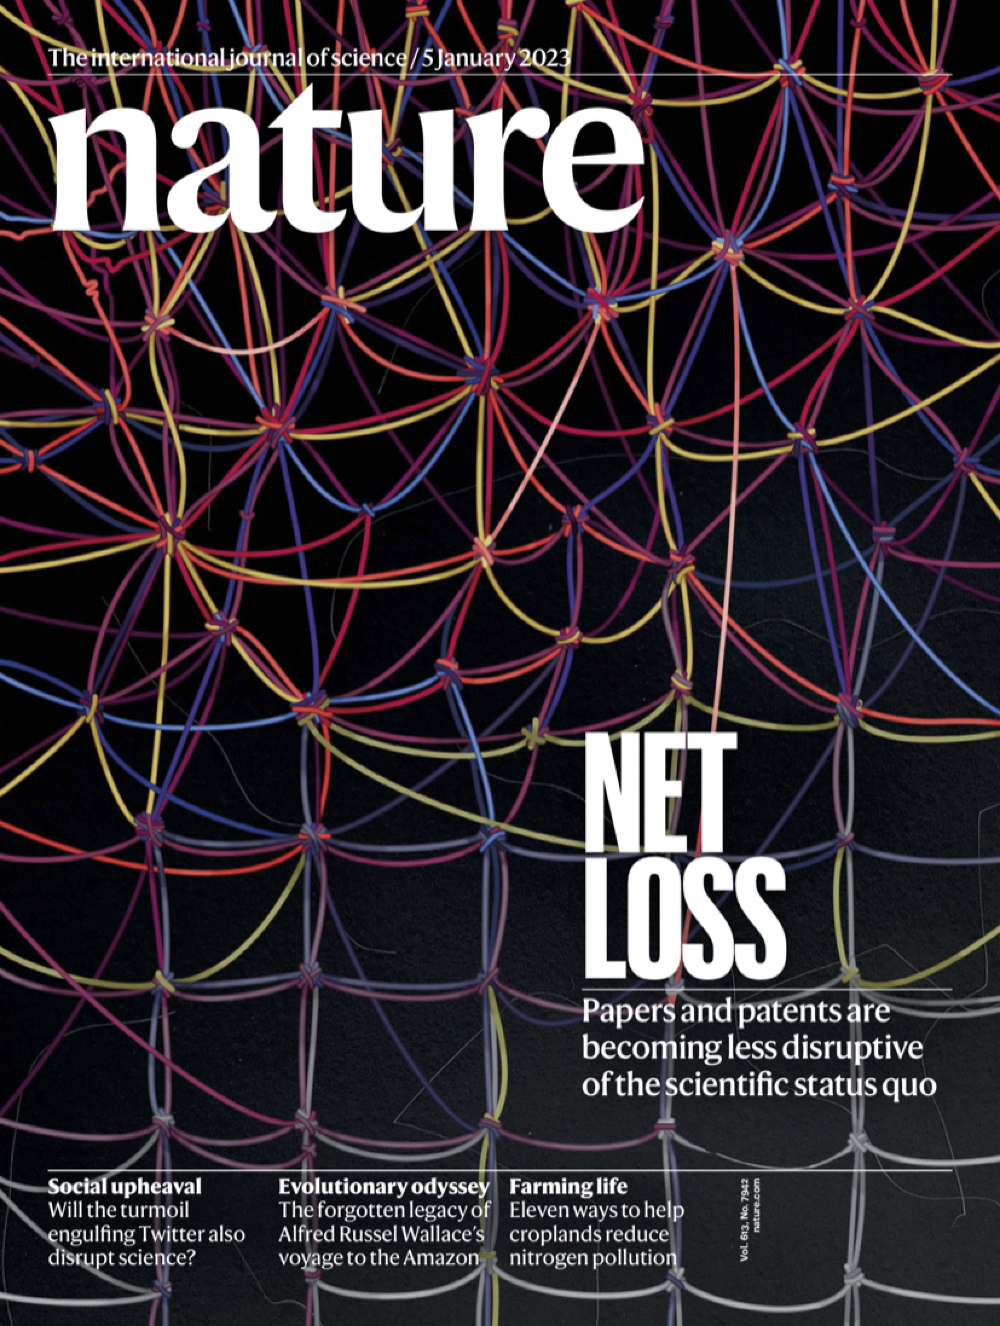 The international journal of science / 5 January 2023
nature
NET
LOSS
Papers and patents are
becoming less disruptive
of the scientific status quo
Social upheaval
Will the turmoil
engulfing Twitter also
disrupt science?
Evolutionary odyssey
The forgotten legacy of
Alfred Russel Wallace's
voyage to the Amazon
Farming life
Eleven ways to help
croplands reduce
nitrogen pollution
Vol. 613, No. 7942
nature.com